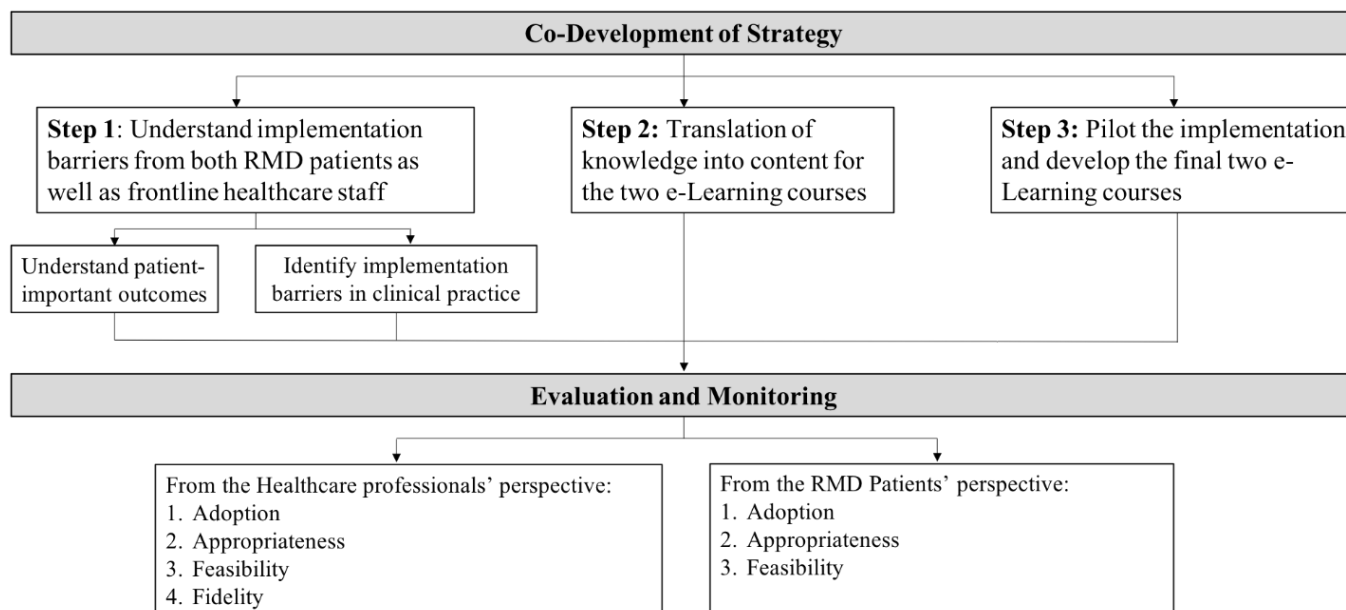 Co-Development of Strategy
Step 1: Understand implementation
barriers from both RMD patients as
well as frontline healthcare staff
Step 2: Translation of
knowledge into content for
the two e-Learning courses
Step 3: Pilot the implementation
and develop the final two e-
Learning courses
Understand patient-
important outcomes
Identify implementation
barriers in clinical practice
Evaluation and Monitoring
From the Healthcare professionals’ perspective:
1. Adoption
2. Appropriateness
3. Feasibility
4. Fidelity
From the RMD Patients’ perspective:
1. Adoption
2. Appropriateness
3. Feasibility